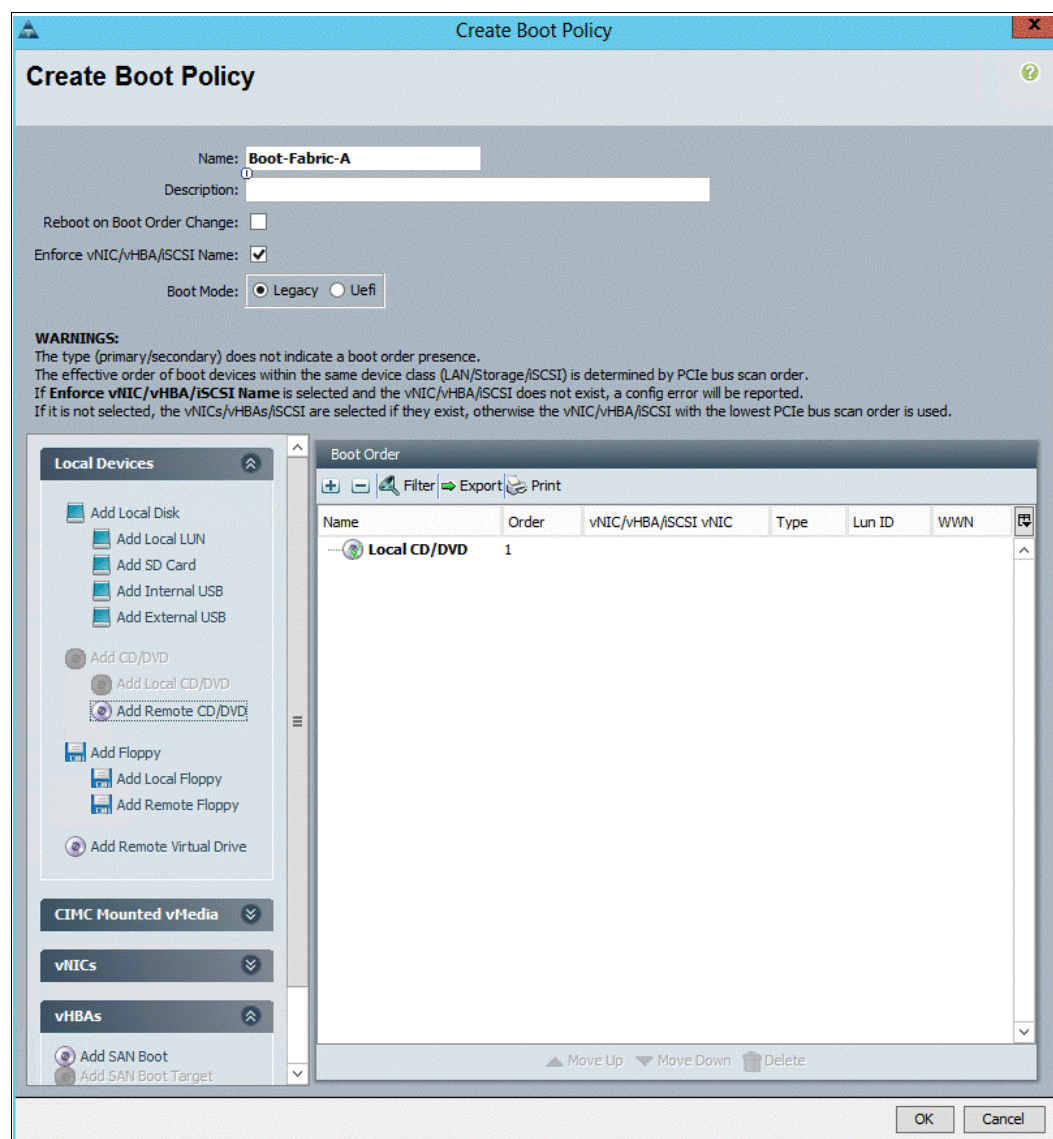 Create Boot Policy
X
Create Boot Policy
?
Name: Boot-Fabric-A
Description:
Reboot on Boot Order Change:
Enforce vNIC/vHBA/iSCSI Name:
Boot Mode: Legacy Uefi
WARNINGS:
The type (primary/secondary) does not indicate a boot order presence.
The effective order of boot devices within the same device class (LAN/Storage/iSCSI) is determined by PCIe bus scan order.
If Enforce vNIC/vHBA/iSCSI Name is selected and the vNIC/vHBA/iSCSI does not exist, a config error will be reported.
If it is not selected, the vNICs/vHBAs/iSCSI are selected if they exist, otherwise the vNIC/vHBA/iSCSI with the lowest PCIe bus scan order is used.
Local Devices
Add Local Disk
Add Local LUN
Add SD Card
Add Internal USB
Add External USB
Add CD/DVD
Add Local CD/DVD
Add Remote CD/DVD
Add Floppy
Add Local Floppy
Add Remote Floppy
Add Remote Virtual Drive
CIMC Mounted vMedia
vNICs
vHBAs
Add SAN Boot
Add SAN Boot Target
Boot Order
Filter Export Print
Name Order vNIC/vHBA/iSCSI vNIC Type Lun ID WWN
Local CD/DVD 1
Move Up Move Down Delete
OK Cancel